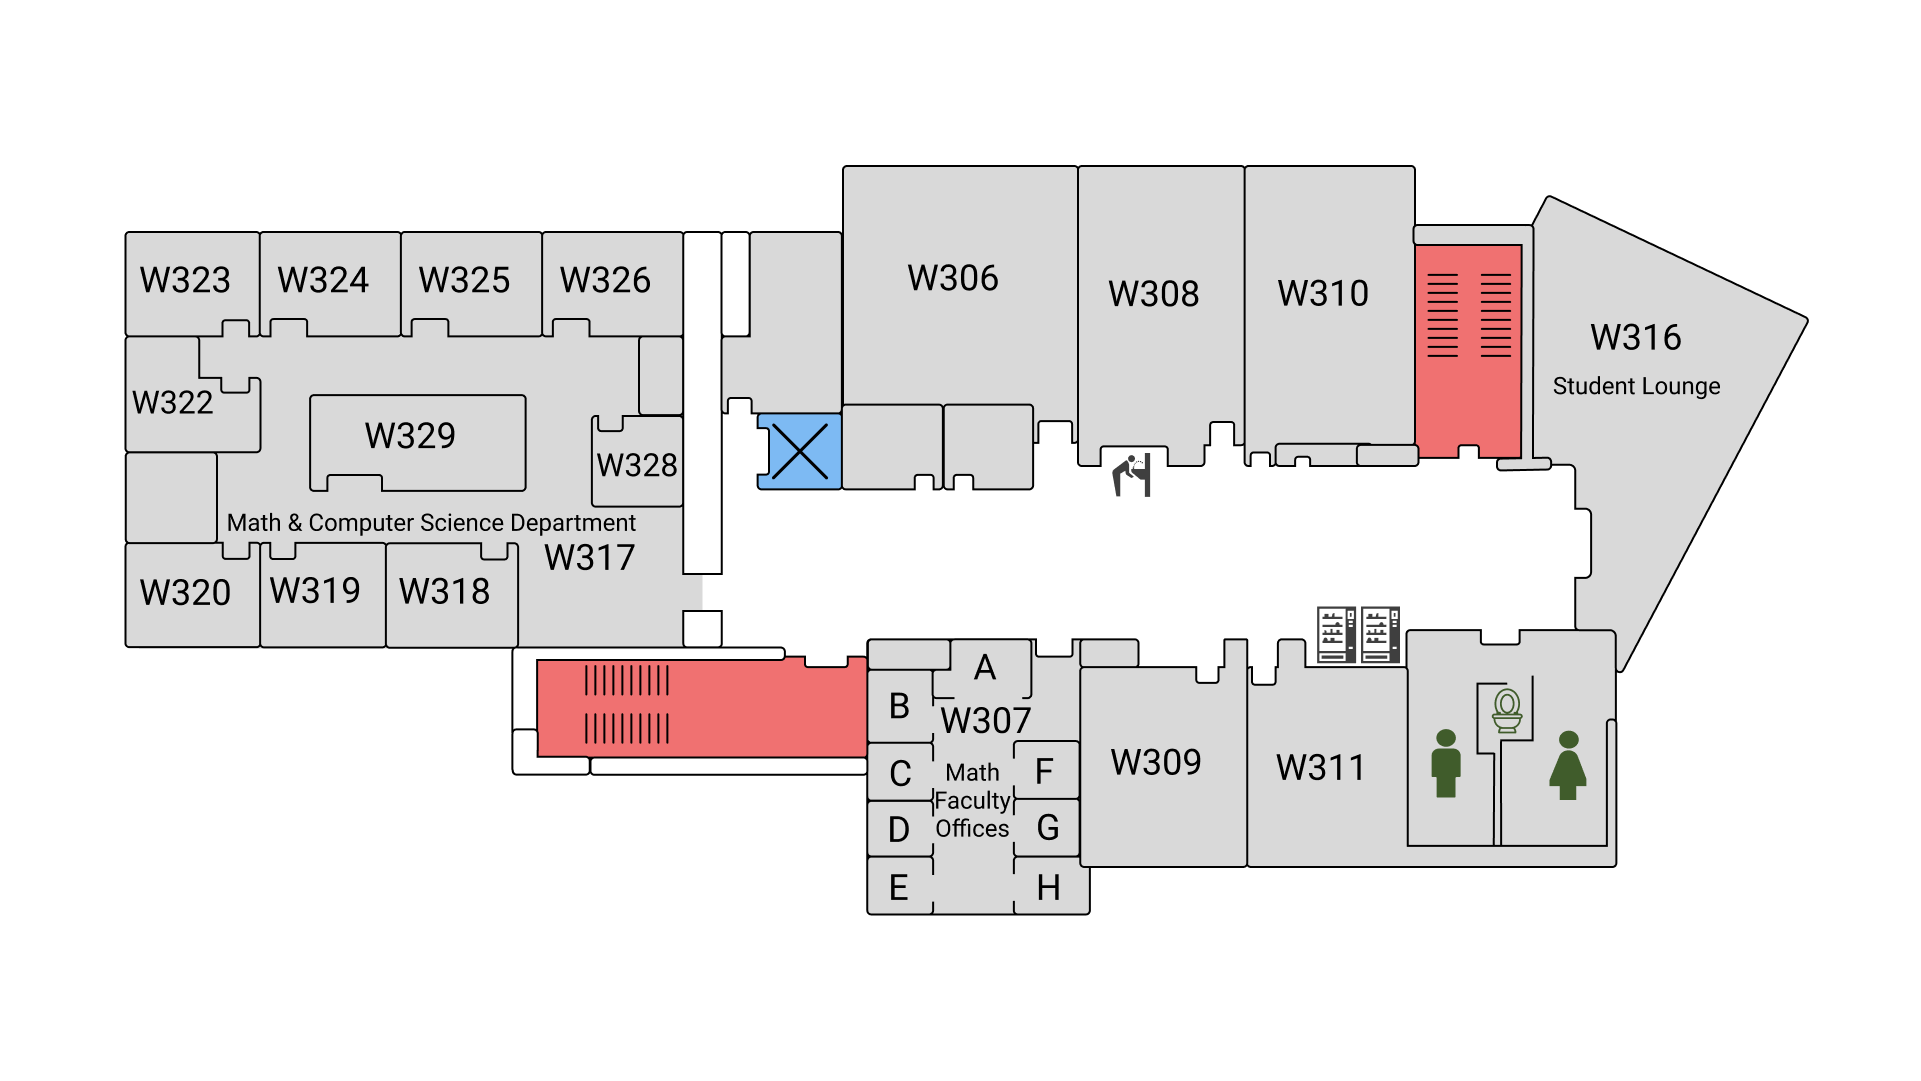 W323
W324
W325
W326
W306
W308
W310
W316
Student Lounge
W322
W329
W328
Math & Computer Science Department
W317
W320
W319
W318
A
B
W307
C
Math
Faculty
Offices
F
D
G
E
H
W309
W311